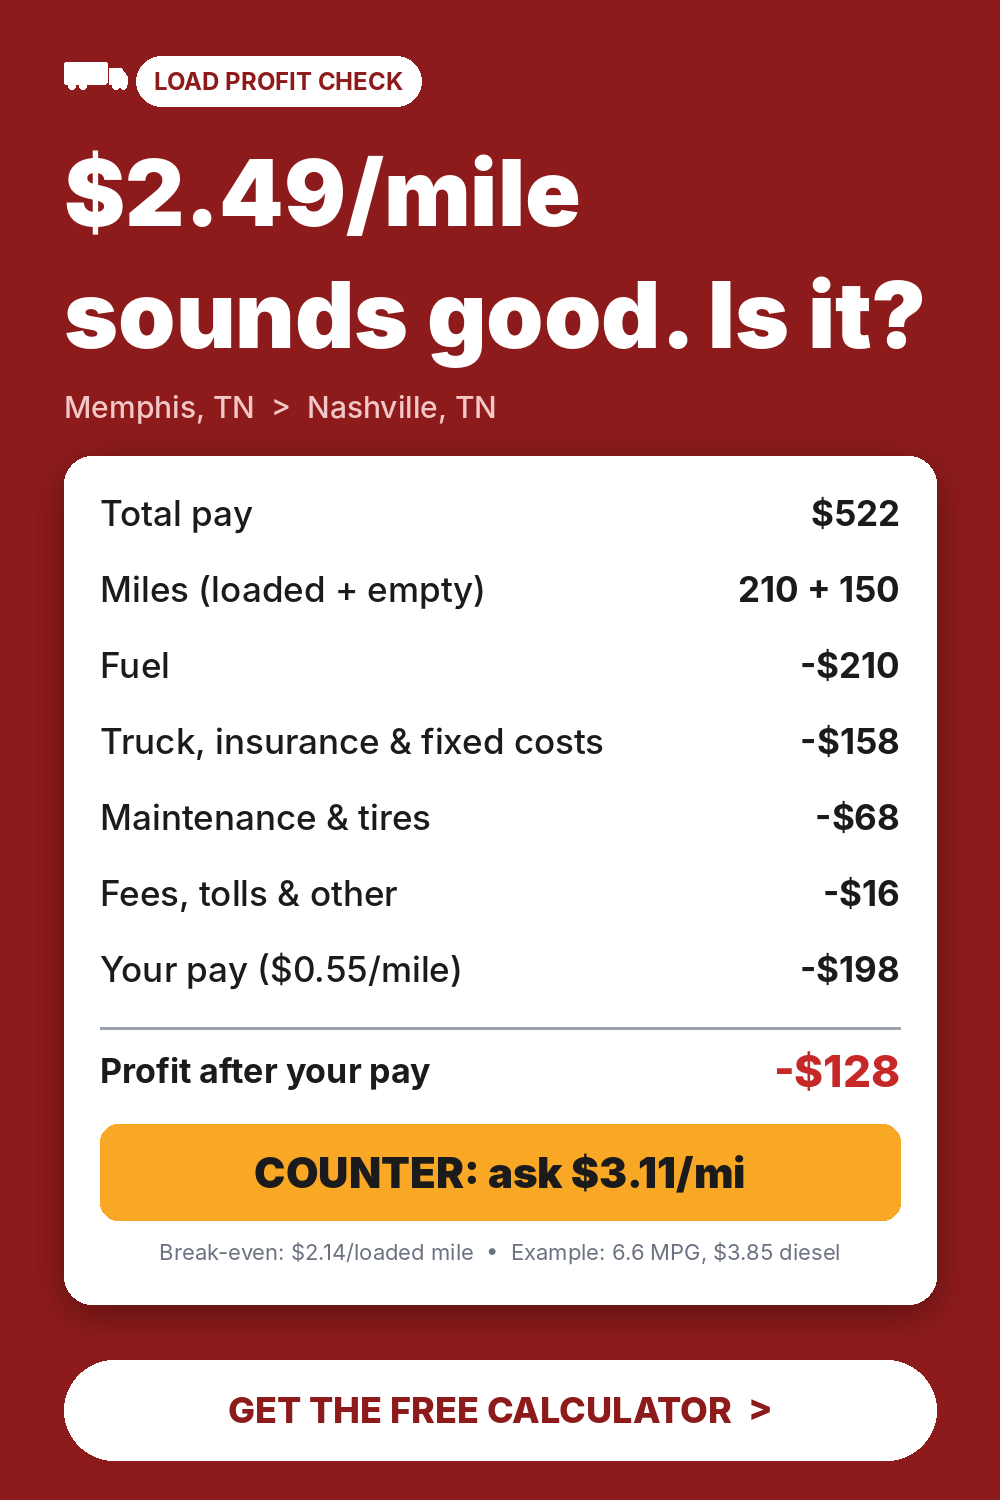 LOAD PROFIT CHECK
$2.49/mile
sounds good. Is it?
Memphis, TN > Nashville, TN
Total pay $522
Miles (loaded + empty) 210 + 150
Fuel -$210
Truck, insurance & fixed costs -$158
Maintenance & tires -$68
Fees, tolls & other -$16
Your pay ($0.55/mile) -$198
Profit after your pay -$128
COUNTER: ask $3.11/mi
Break-even: $2.14/loaded mile • Example: 6.6 MPG, $3.85 diesel
GET THE FREE CALCULATOR >